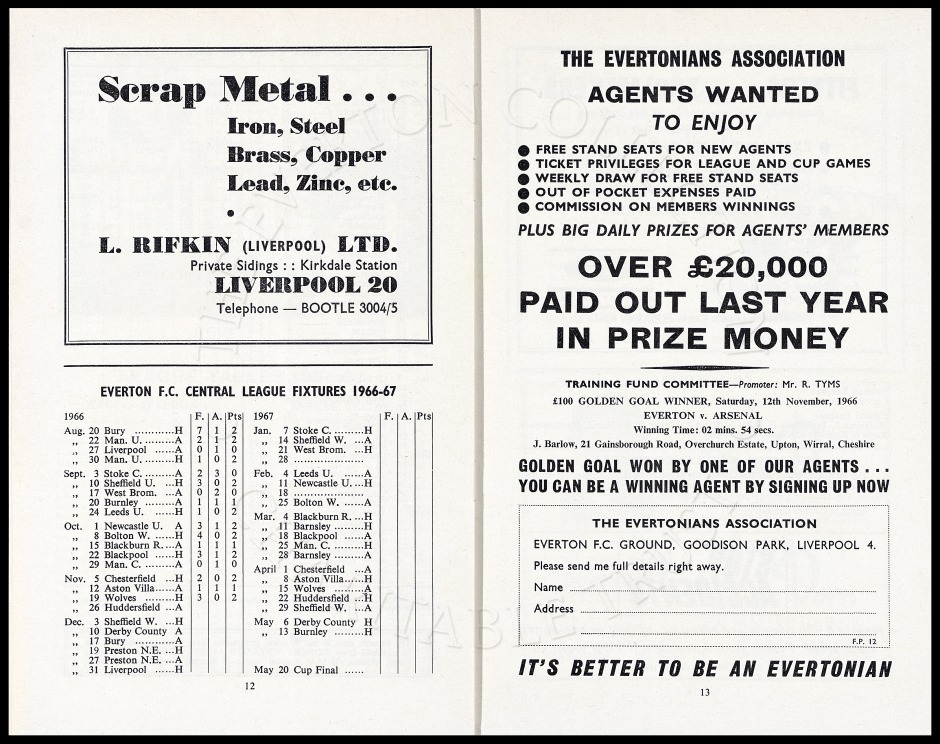 Scrap Metal . . .
Iron, Steel
Brass, Copper
Lead, Zinc, etc.
•
L. RIFKIN (LIVERPOOL) LTD.
Private Sidings : : Kirkdale Station
LIVERPOOL 20
Telephone — BOOTLE 3004/5
EVERTON F.C. CENTRAL LEAGUE FIXTURES 1966-67
1966 F. A. Pts
Aug. 20 Bury ............H 7 1 2
,, 22 Man. U. ..........A 2 1 2
,, 27 Liverpool ......A 0 1 0
,, 30 Man. U. ..........H 1 0 2
Sept. 3 Stoke C. .........A 2 3 0
,, 10 Sheffield U. ...H 3 0 2
,, 17 West Brom. ...A 0 2 0
,, 20 Burnley .........A 1 1 1
,, 24 Leeds U. ........H 1 0 2
Oct. 1 Newcastle U. A 3 1 2
,, 8 Bolton W. ......H 4 0 2
,, 15 Blackburn R. ...A 1 1 1
,, 22 Blackpool ......H 3 1 2
,, 29 Man. C. .........A 0 1 0
Nov. 5 Chesterfield ...H 2 0 2
,, 12 Aston Villa......A 1 1 1
,, 19 Wolves .........H 3 0 2
,, 26 Huddersfield ...A
Dec. 3 Sheffield W. ...H
,, 10 Derby County A
,, 17 Bury ...............A
,, 19 Preston N.E. ...H
,, 27 Preston N.E. ...A
,, 31 Liverpool ......H
1967 F. A. Pts
Jan. 7 Stoke C. .........H
,, 14 Sheffield W. ...A
,, 21 West Brom. ...H
,, 28 .....................
Feb. 4 Leeds U. .........A
,, 11 Newcastle U. ...H
,, 18 .....................
,, 25 Bolton W. ......A
Mar. 4 Blackburn R. ...H
,, 11 Barnsley .........H
,, 18 Blackpool ......A
,, 25 Man. C. .........H
,, 28 Barnsley .........A
April 1 Chesterfield ...A
,, 8 Aston Villa......H
,, 15 Wolves .........A
,, 22 Huddersfield ...H
,, 29 Sheffield W. ...A
May 6 Derby County H
,, 13 Burnley .........H
May 20 Cup Final ......
12
THE EVERTONIANS ASSOCIATION
AGENTS WANTED
TO ENJOY
● FREE STAND SEATS FOR NEW AGENTS
● TICKET PRIVILEGES FOR LEAGUE AND CUP GAMES
● WEEKLY DRAW FOR FREE STAND SEATS
● OUT OF POCKET EXPENSES PAID
● COMMISSION ON MEMBERS WINNINGS
PLUS BIG DAILY PRIZES FOR AGENTS' MEMBERS
OVER £20,000
PAID OUT LAST YEAR
IN PRIZE MONEY
TRAINING FUND COMMITTEE—Promoter: Mr. R. TYMS
£100 GOLDEN GOAL WINNER, Saturday, 12th November, 1966
EVERTON v. ARSENAL
Winning Time: 02 mins. 54 secs.
J. Barlow, 21 Gainsborough Road, Overchurch Estate, Upton, Wirral, Cheshire
GOLDEN GOAL WON BY ONE OF OUR AGENTS . . .
YOU CAN BE A WINNING AGENT BY SIGNING UP NOW
THE EVERTONIANS ASSOCIATION
EVERTON F.C. GROUND, GOODISON PARK, LIVERPOOL 4.
Please send me full details right away.
Name
Address
F.P. 12
IT'S BETTER TO BE AN EVERTONIAN
13
THE EVERTON COLLECTION
CHARITABLE TRUST